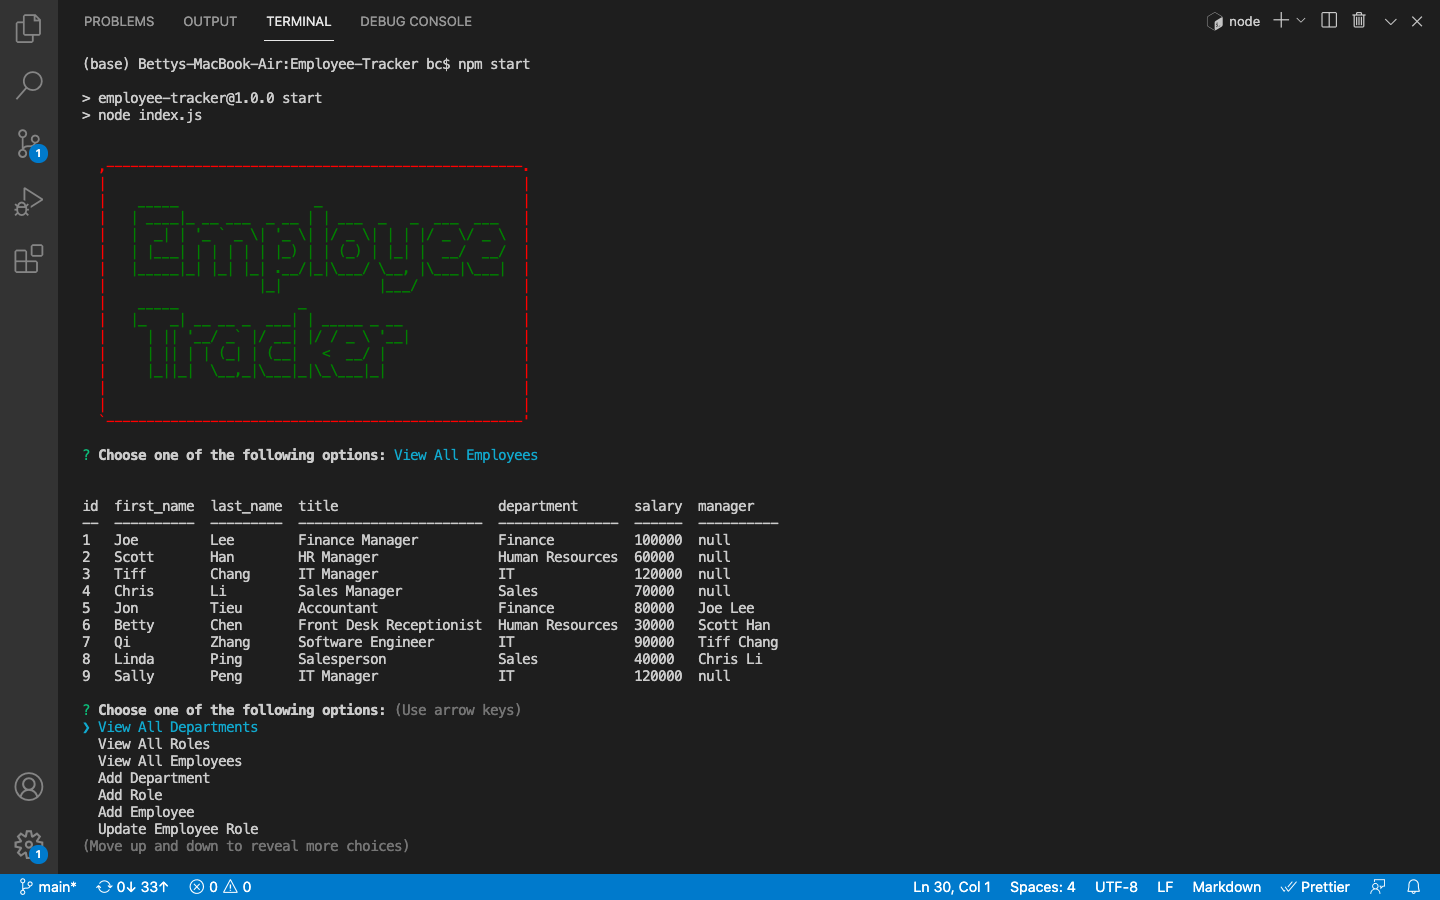 PROBLEMS OUTPUT TERMINAL DEBUG CONSOLE node
(base) Bettys-MacBook-Air:Employee-Tracker bc$ npm start
> employee-tracker@1.0.0 start
> node index.js
Employee
Tracker
? Choose one of the following options: View All Employees
id first_name last_name title department salary manager
1 Joe Lee Finance Manager Finance 100000 null
2 Scott Han HR Manager Human Resources 60000 null
3 Tiff Chang IT Manager IT 120000 null
4 Chris Li Sales Manager Sales 70000 null
5 Jon Tieu Accountant Finance 80000 Joe Lee
6 Betty Chen Front Desk Receptionist Human Resources 30000 Scott Han
7 Qi Zhang Software Engineer IT 90000 Tiff Chang
8 Linda Ping Salesperson Sales 40000 Chris Li
9 Sally Peng IT Manager IT 120000 null
? Choose one of the following options: (Use arrow keys)
❯ View All Departments
View All Roles
View All Employees
Add Department
Add Role
Add Employee
Update Employee Role
(Move up and down to reveal more choices)
1
1
main* 0↓ 33↑ 0 0 Ln 30, Col 1 Spaces: 4 UTF-8 LF Markdown Prettier